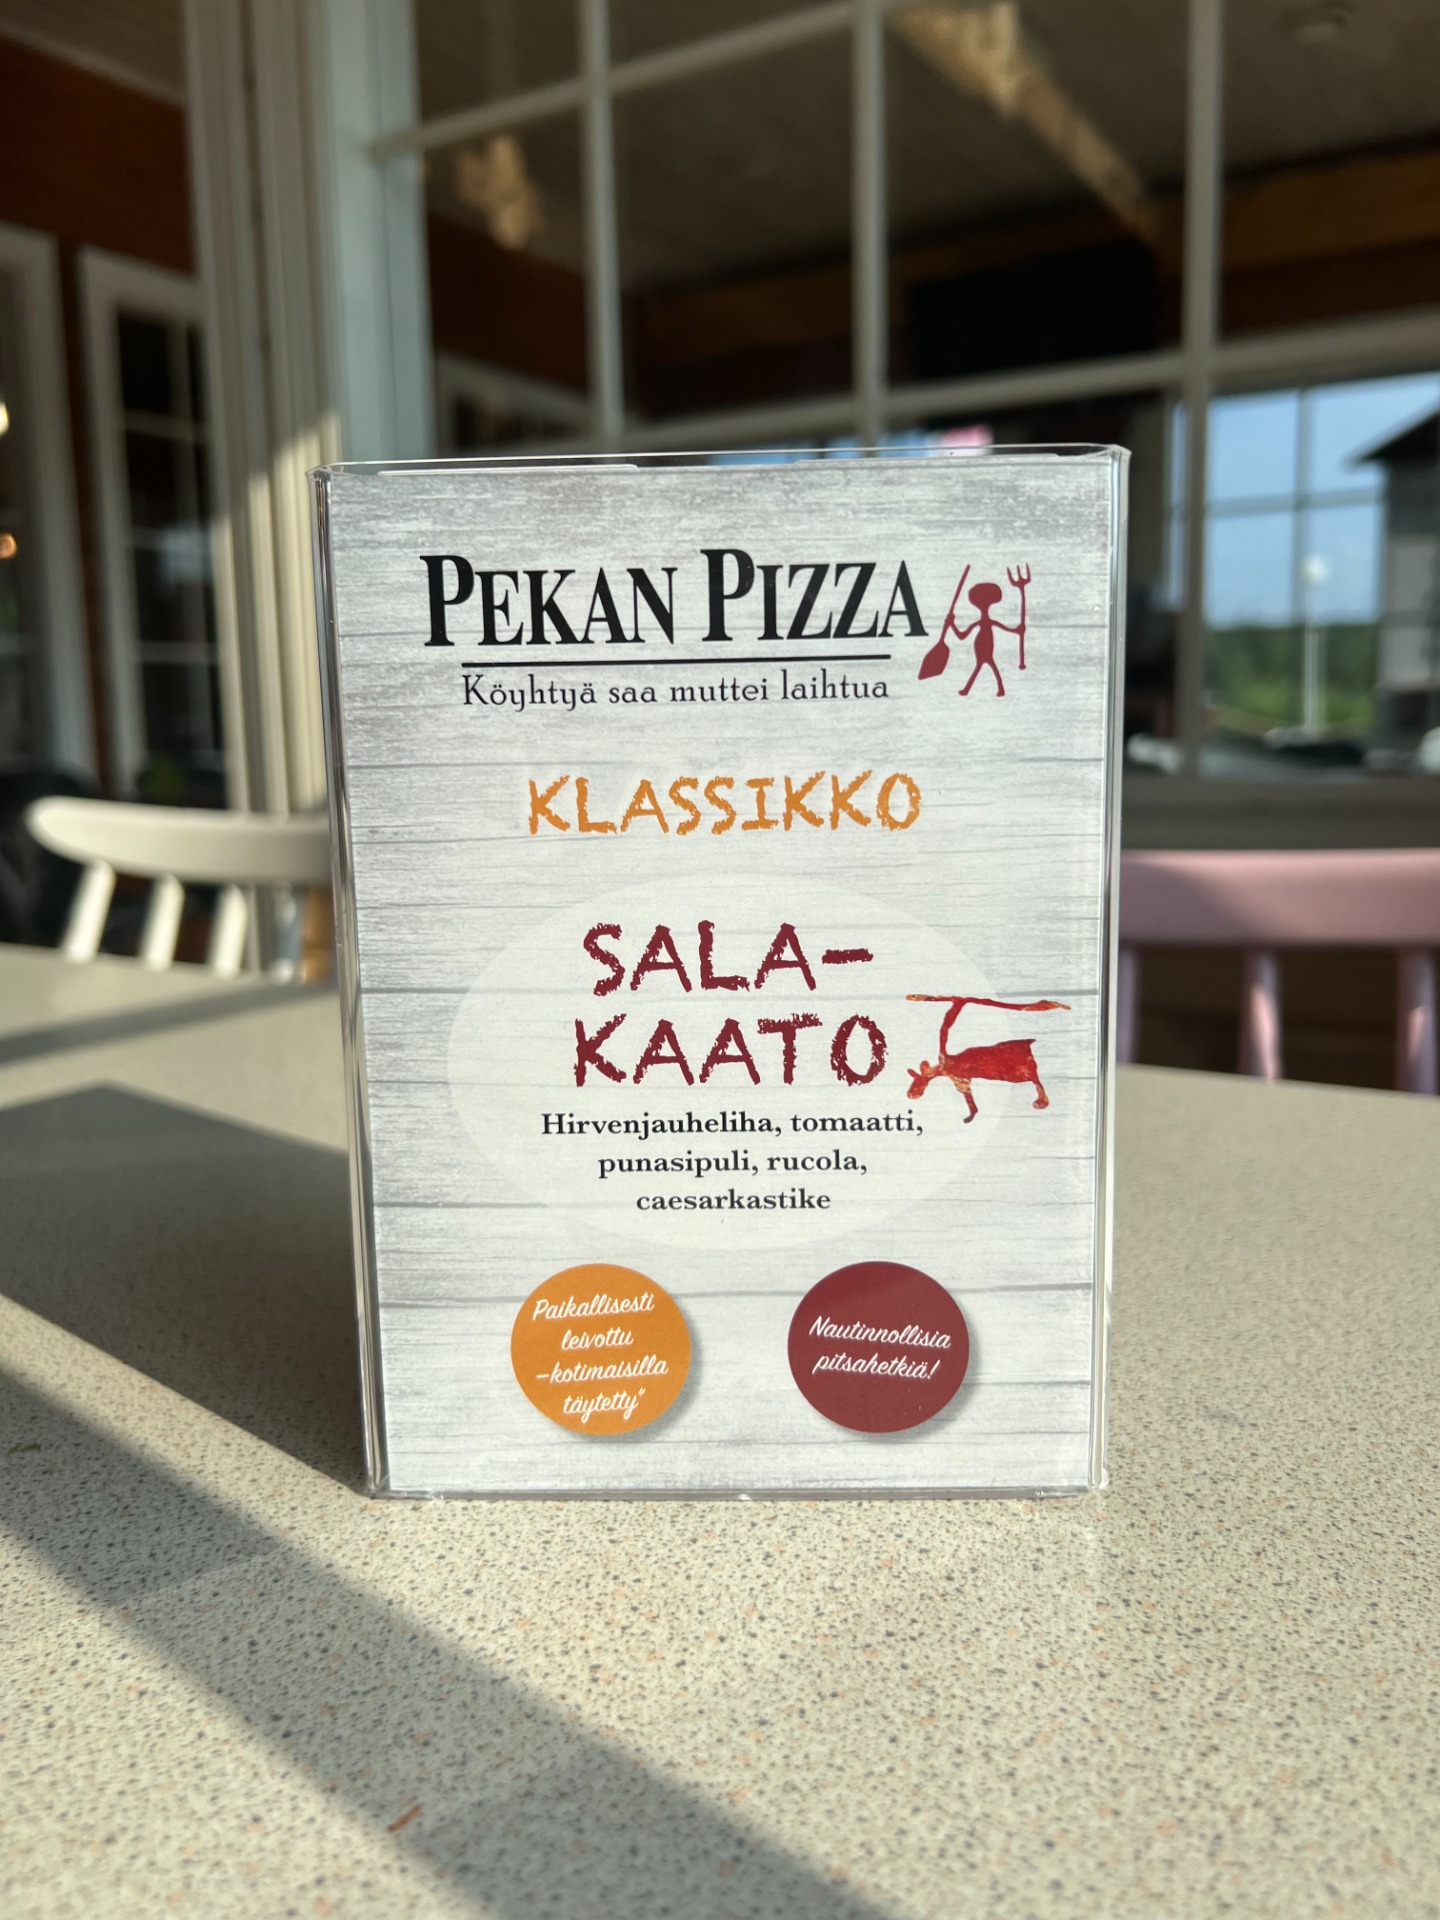 PEKAN PIZZA
Köyhtyä saa muttei laihtua
KLASSIKKO
SALA-
KAATO
Hirvenjauheliha, tomaatti,
punasipuli, rucola,
caesarkastike
Paikallisesti
leivottu
–kotimaisilla
täytetty"
Nautinnollisia
pitsahetkiä!